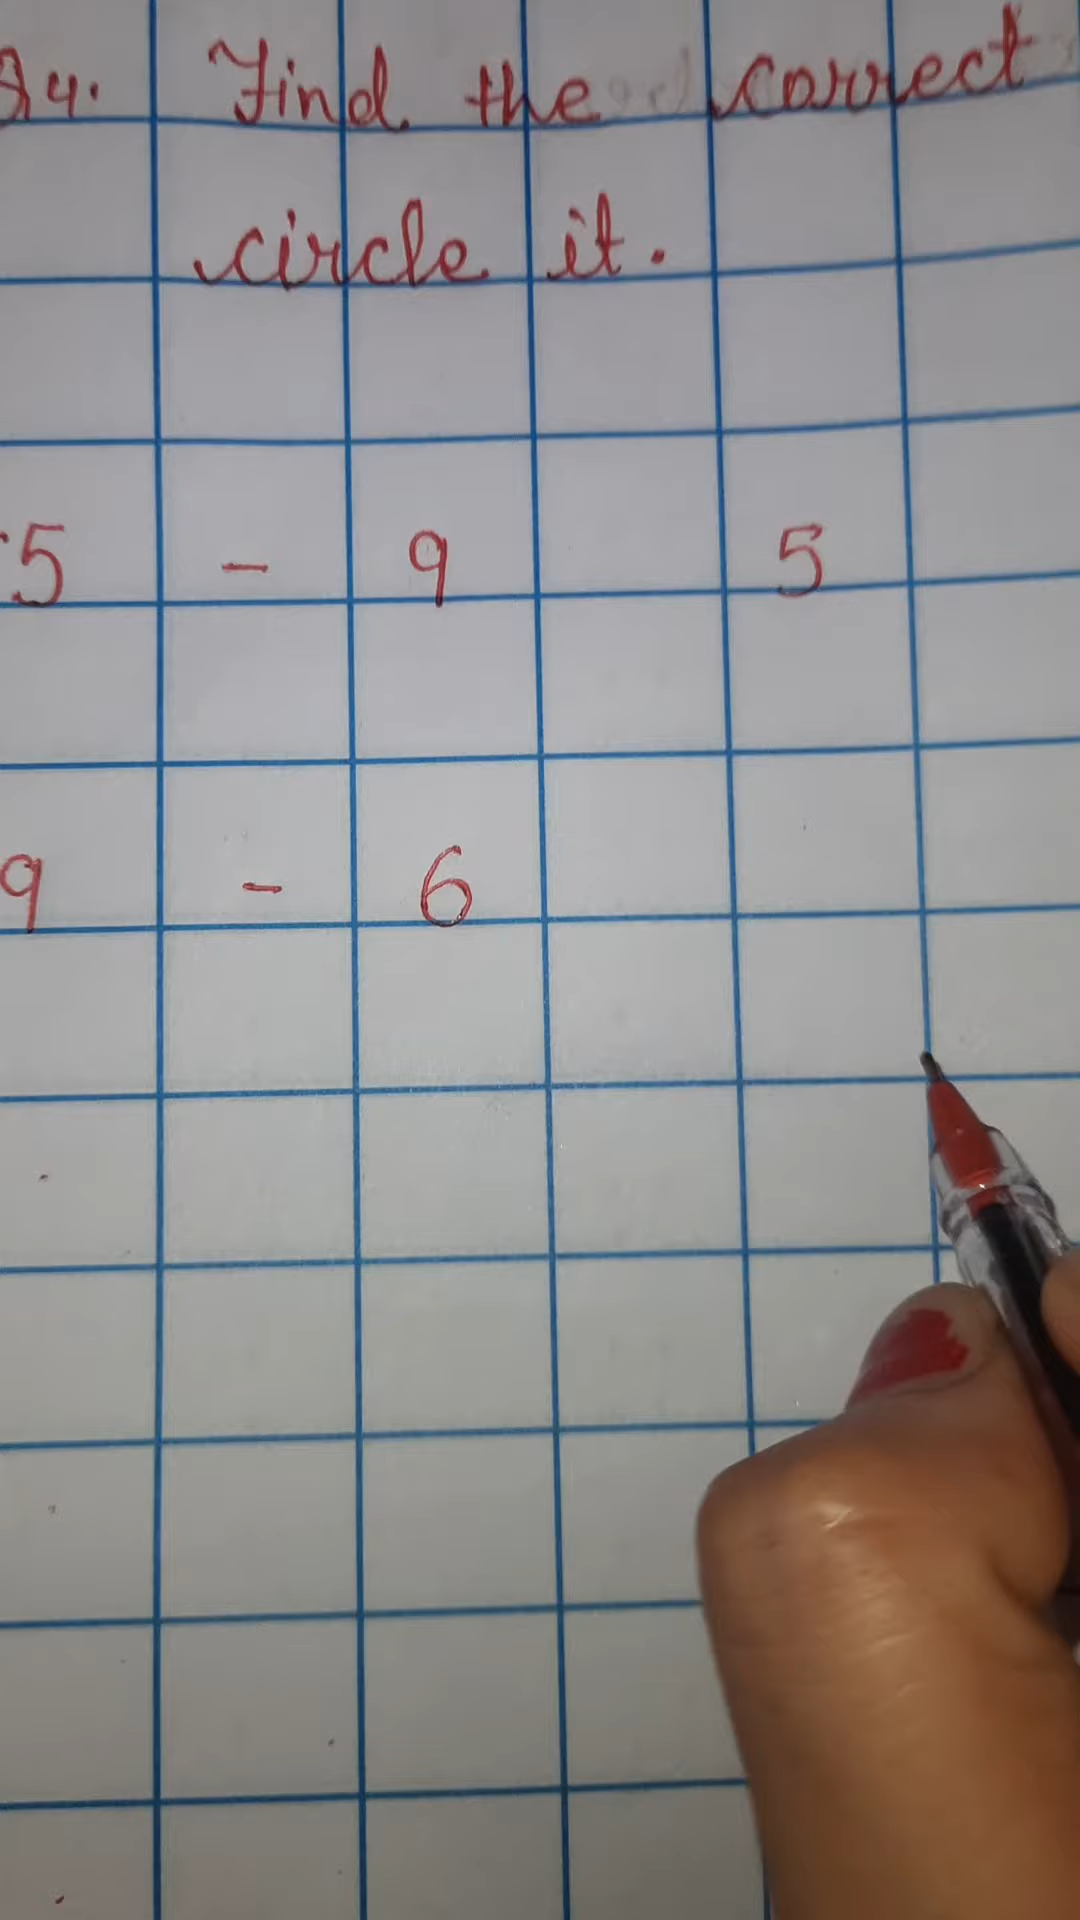 Q4. Find the correct
circle it.
5 - 9 5
9 - 6